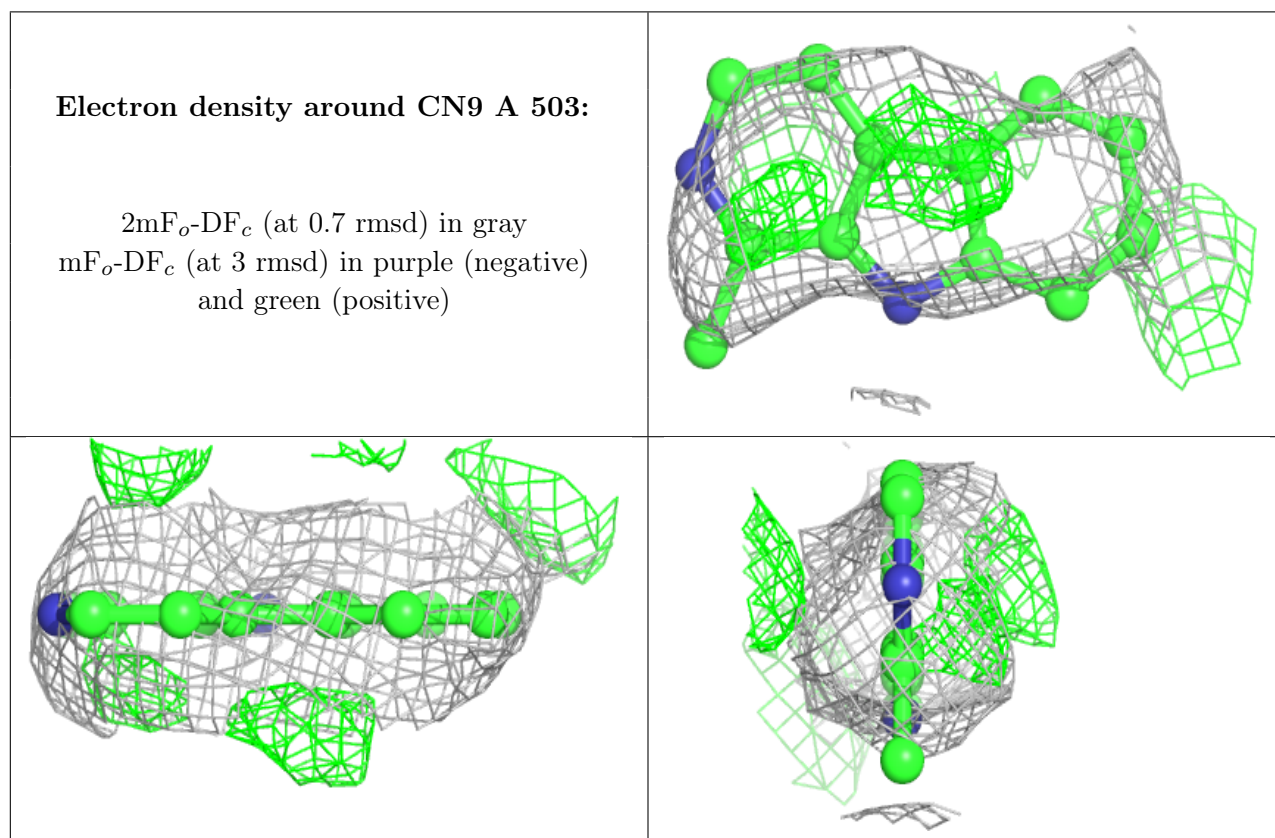 Electron density around CN9 A 503:
2mFo-DFc (at 0.7 rmsd) in gray
mFo-DFc (at 3 rmsd) in purple (negative)
and green (positive)